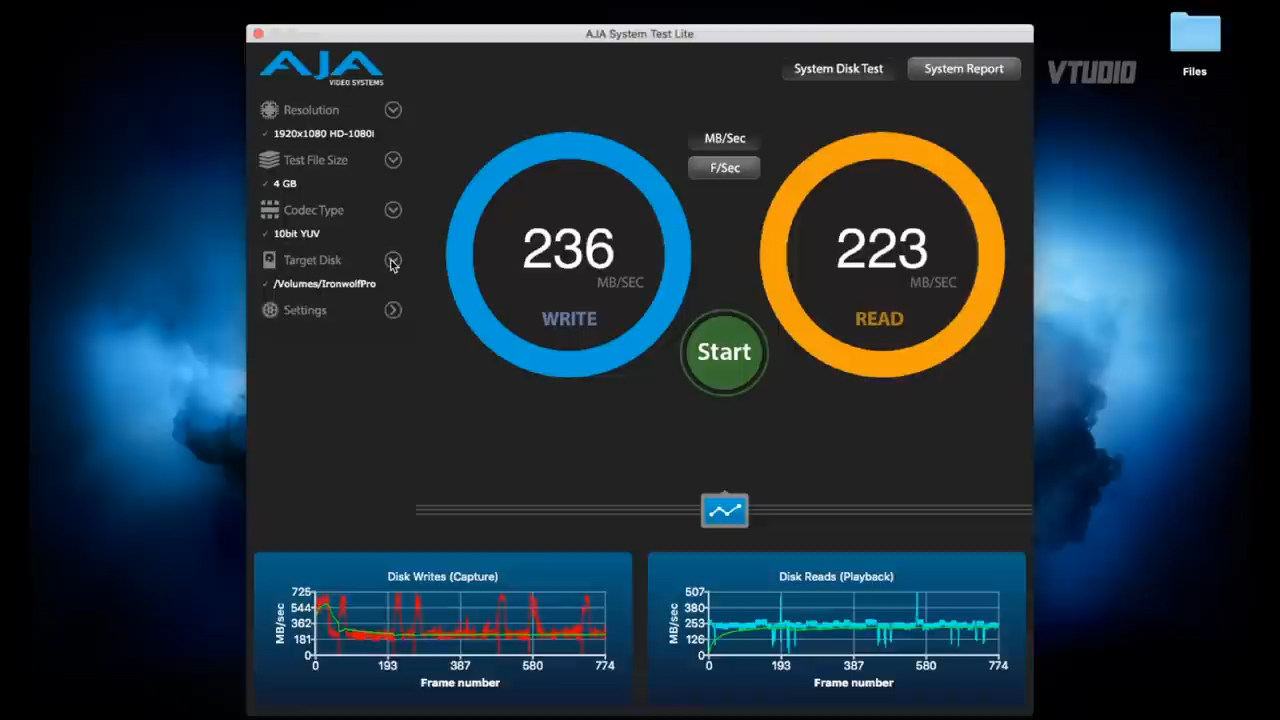 AJA System Test Lite
Files
VTUDIO
AJA
VIDEO SYSTEMS
System Disk Test
System Report
Resolution
✓ 1920x1080 HD-1080i
Test File Size
✓ 4 GB
Codec Type
✓ 10bit YUV
Target Disk
✓ /Volumes/IronwolfPro
Settings
MB/Sec
F/Sec
236
MB/SEC
WRITE
223
MB/SEC
READ
Start
Disk Writes (Capture)
MB/sec
725
544
362
181
0
0 193 387 580 774
Frame number
Disk Reads (Playback)
MB/sec
507
380
253
126
0
0 193 387 580 774
Frame number